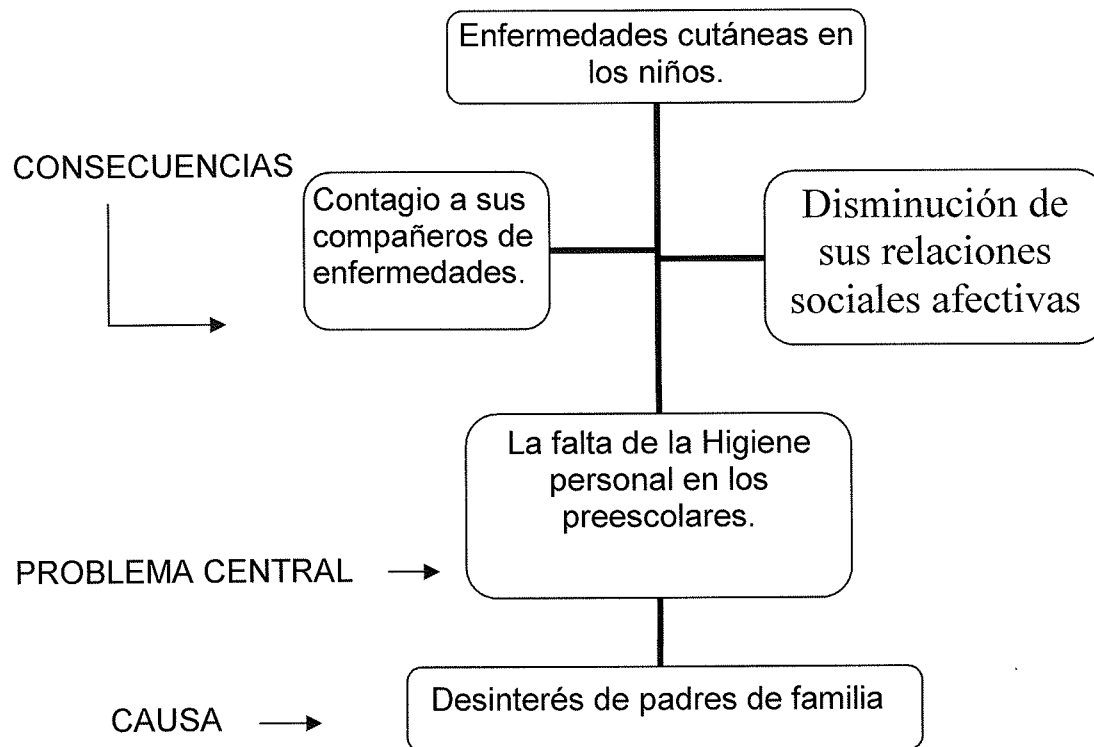 Enfermedades cutáneas en
los niños.
CONSECUENCIAS
Contagio a sus
compañeros de
enfermedades.
Disminución de
sus relaciones
sociales afectivas
La falta de la Higiene
personal en los
preescolares.
PROBLEMA CENTRAL
Desinterés de padres de familia
CAUSA